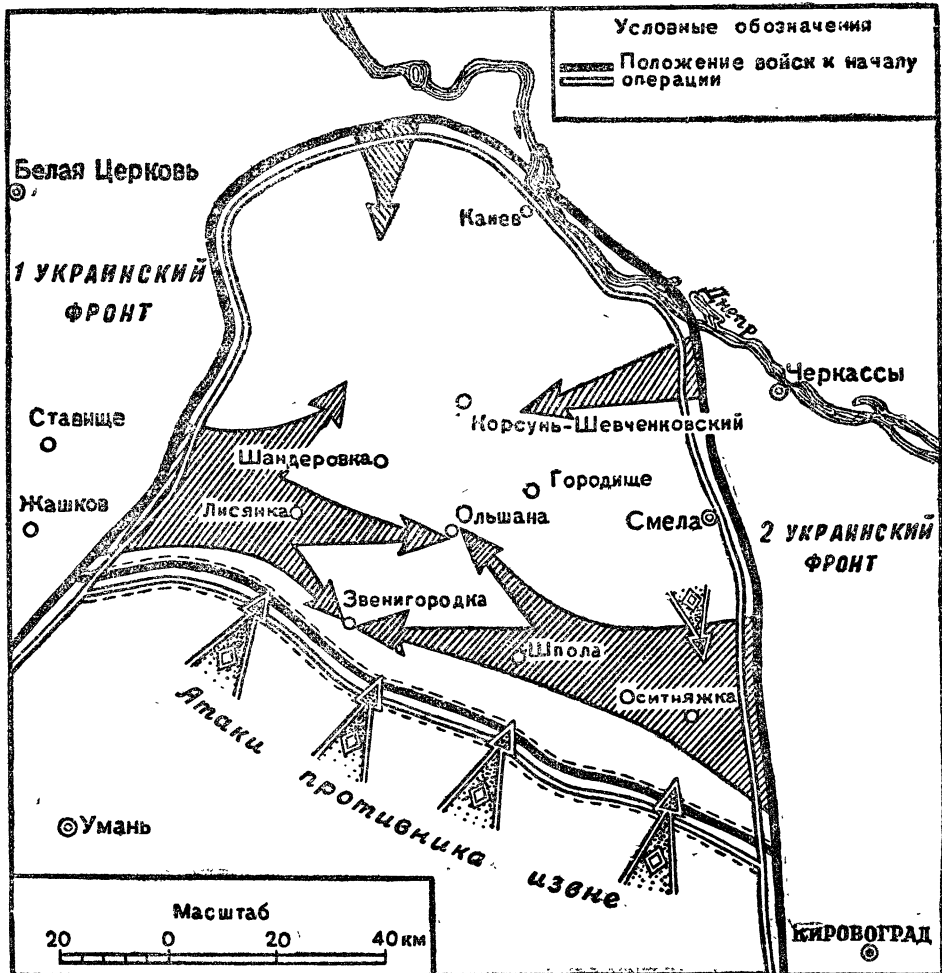 Условные обозначения
Положение войск к началу
операции
Белая Церковь
Канев
1 УКРАИНСКИЙ
ФРОНТ
Днепр
Черкассы
Ставище
Корсунь-Шевченковский
Шандеровка
Городище
Жашков
Лисянка
Ольшана
Смела
2 УКРАИНСКИЙ
ФРОНТ
Звенигородка
Шпола
Оситняжка
Атаки противника извне
Умань
Масштаб
20 0 20 40 км
КИРОВОГРАД